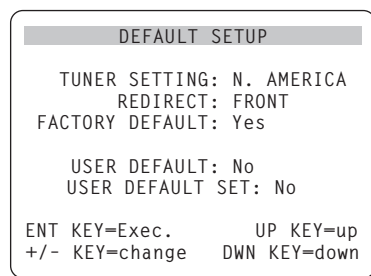 DEFAULT SETUP
TUNER SETTING: N. AMERICA
REDIRECT: FRONT
FACTORY DEFAULT: Yes
USER DEFAULT: No
USER DEFAULT SET: No
ENT KEY=Exec. UP KEY=up
+/- KEY=change DWN KEY=down